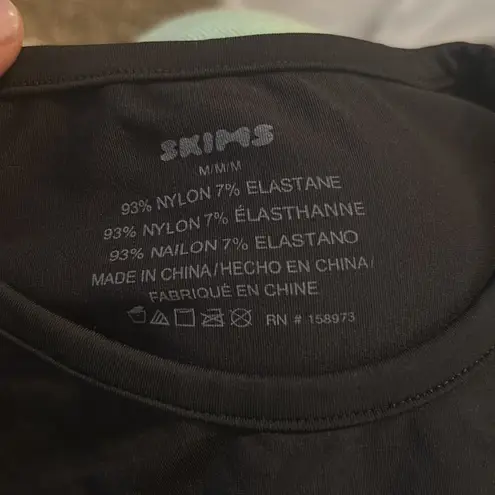 SKIMS
M/M/M
93% NYLON 7% ELASTANE
93% NYLON 7% ÉLASTHANNE
93% NAILON 7% ELASTANO
MADE IN CHINA/HECHO EN CHINA/
FABRIQUÉ EN CHINE
RN # 158973